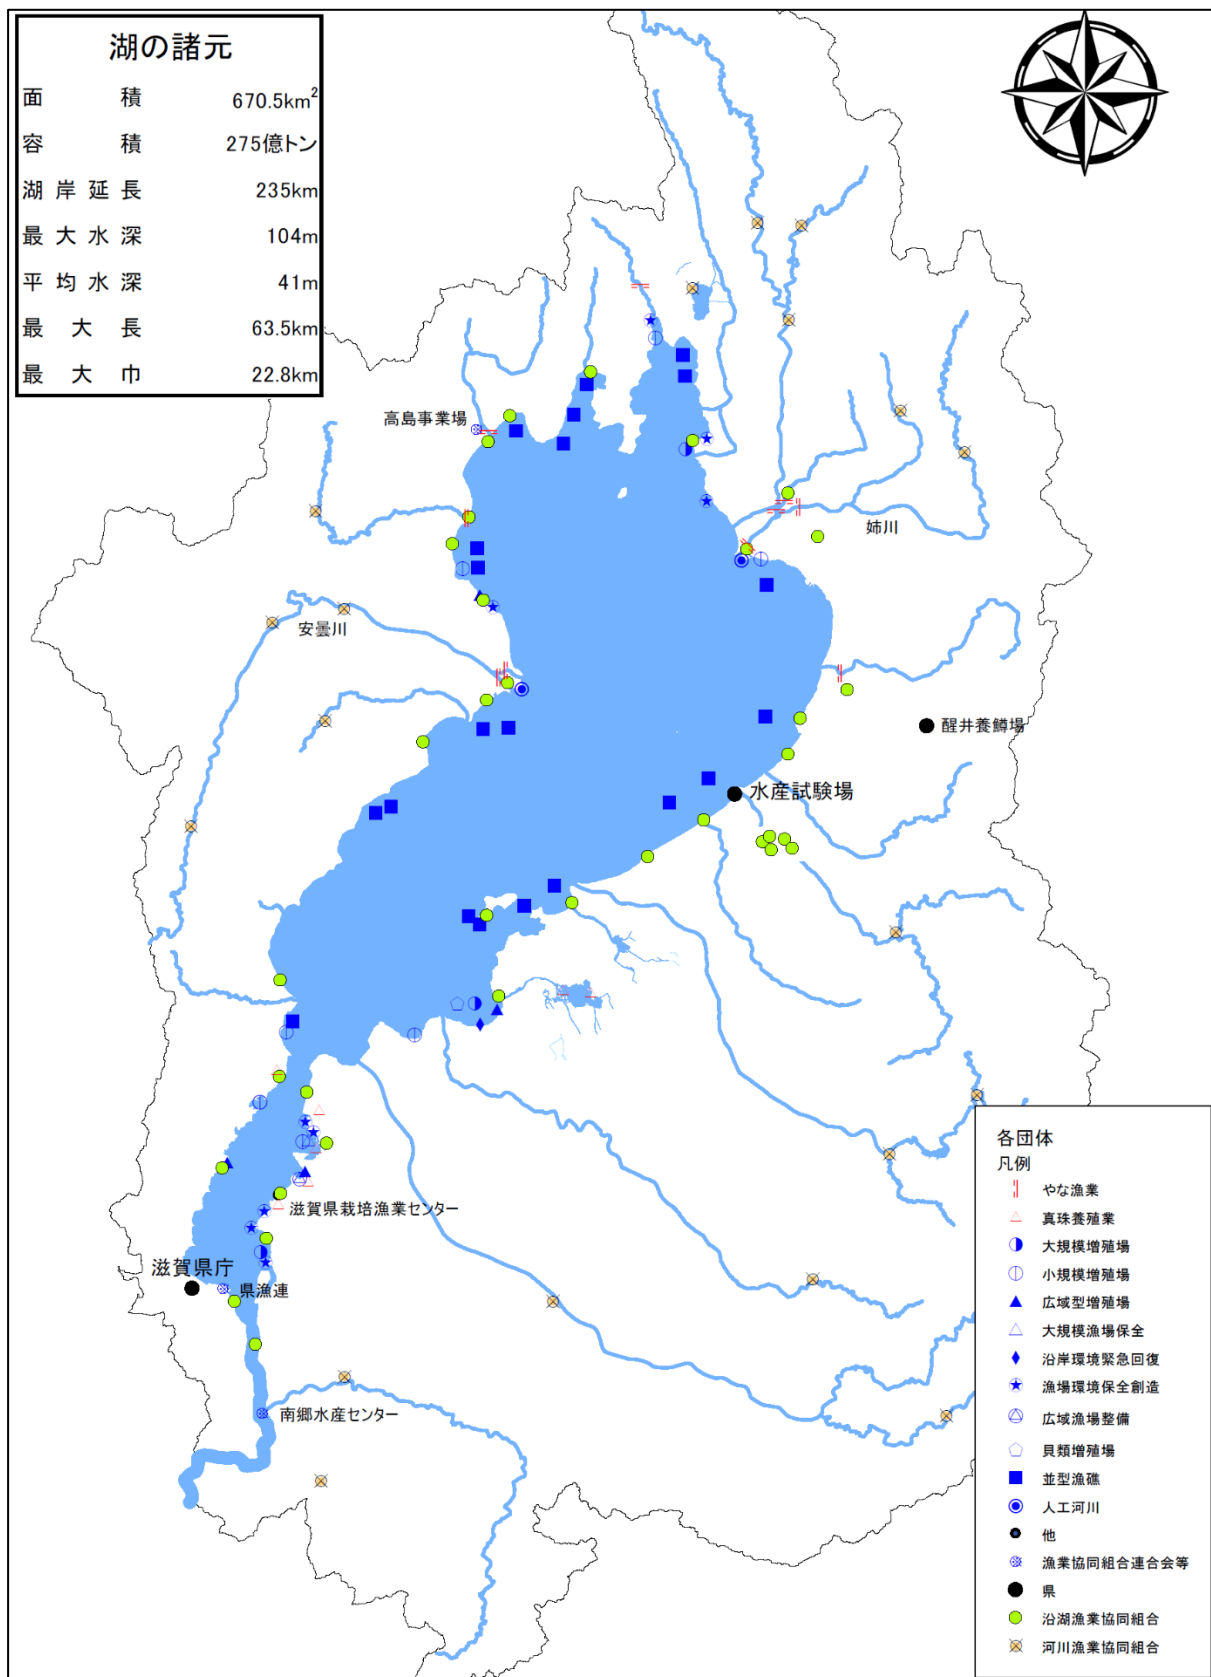 湖の諸元
面積 670.5km²
容積 275億トン
湖岸延長 235km
最大水深 104m
平均水深 41m
最大長 63.5km
最大巾 22.8km
高島事業場
姉川
安曇川
醒井養鱒場
水産試験場
滋賀県栽培漁業センター
滋賀県庁
県漁連
南郷水産センター
各団体
凡例
やな漁業
真珠養殖業
大規模増殖場
小規模増殖場
広域型増殖場
大規模漁場保全
沿岸環境緊急回復
漁場環境保全創造
広域漁場整備
貝類増殖場
並型漁礁
人工河川
他
漁業協同組合連合会等
県
沿湖漁業協同組合
河川漁業協同組合